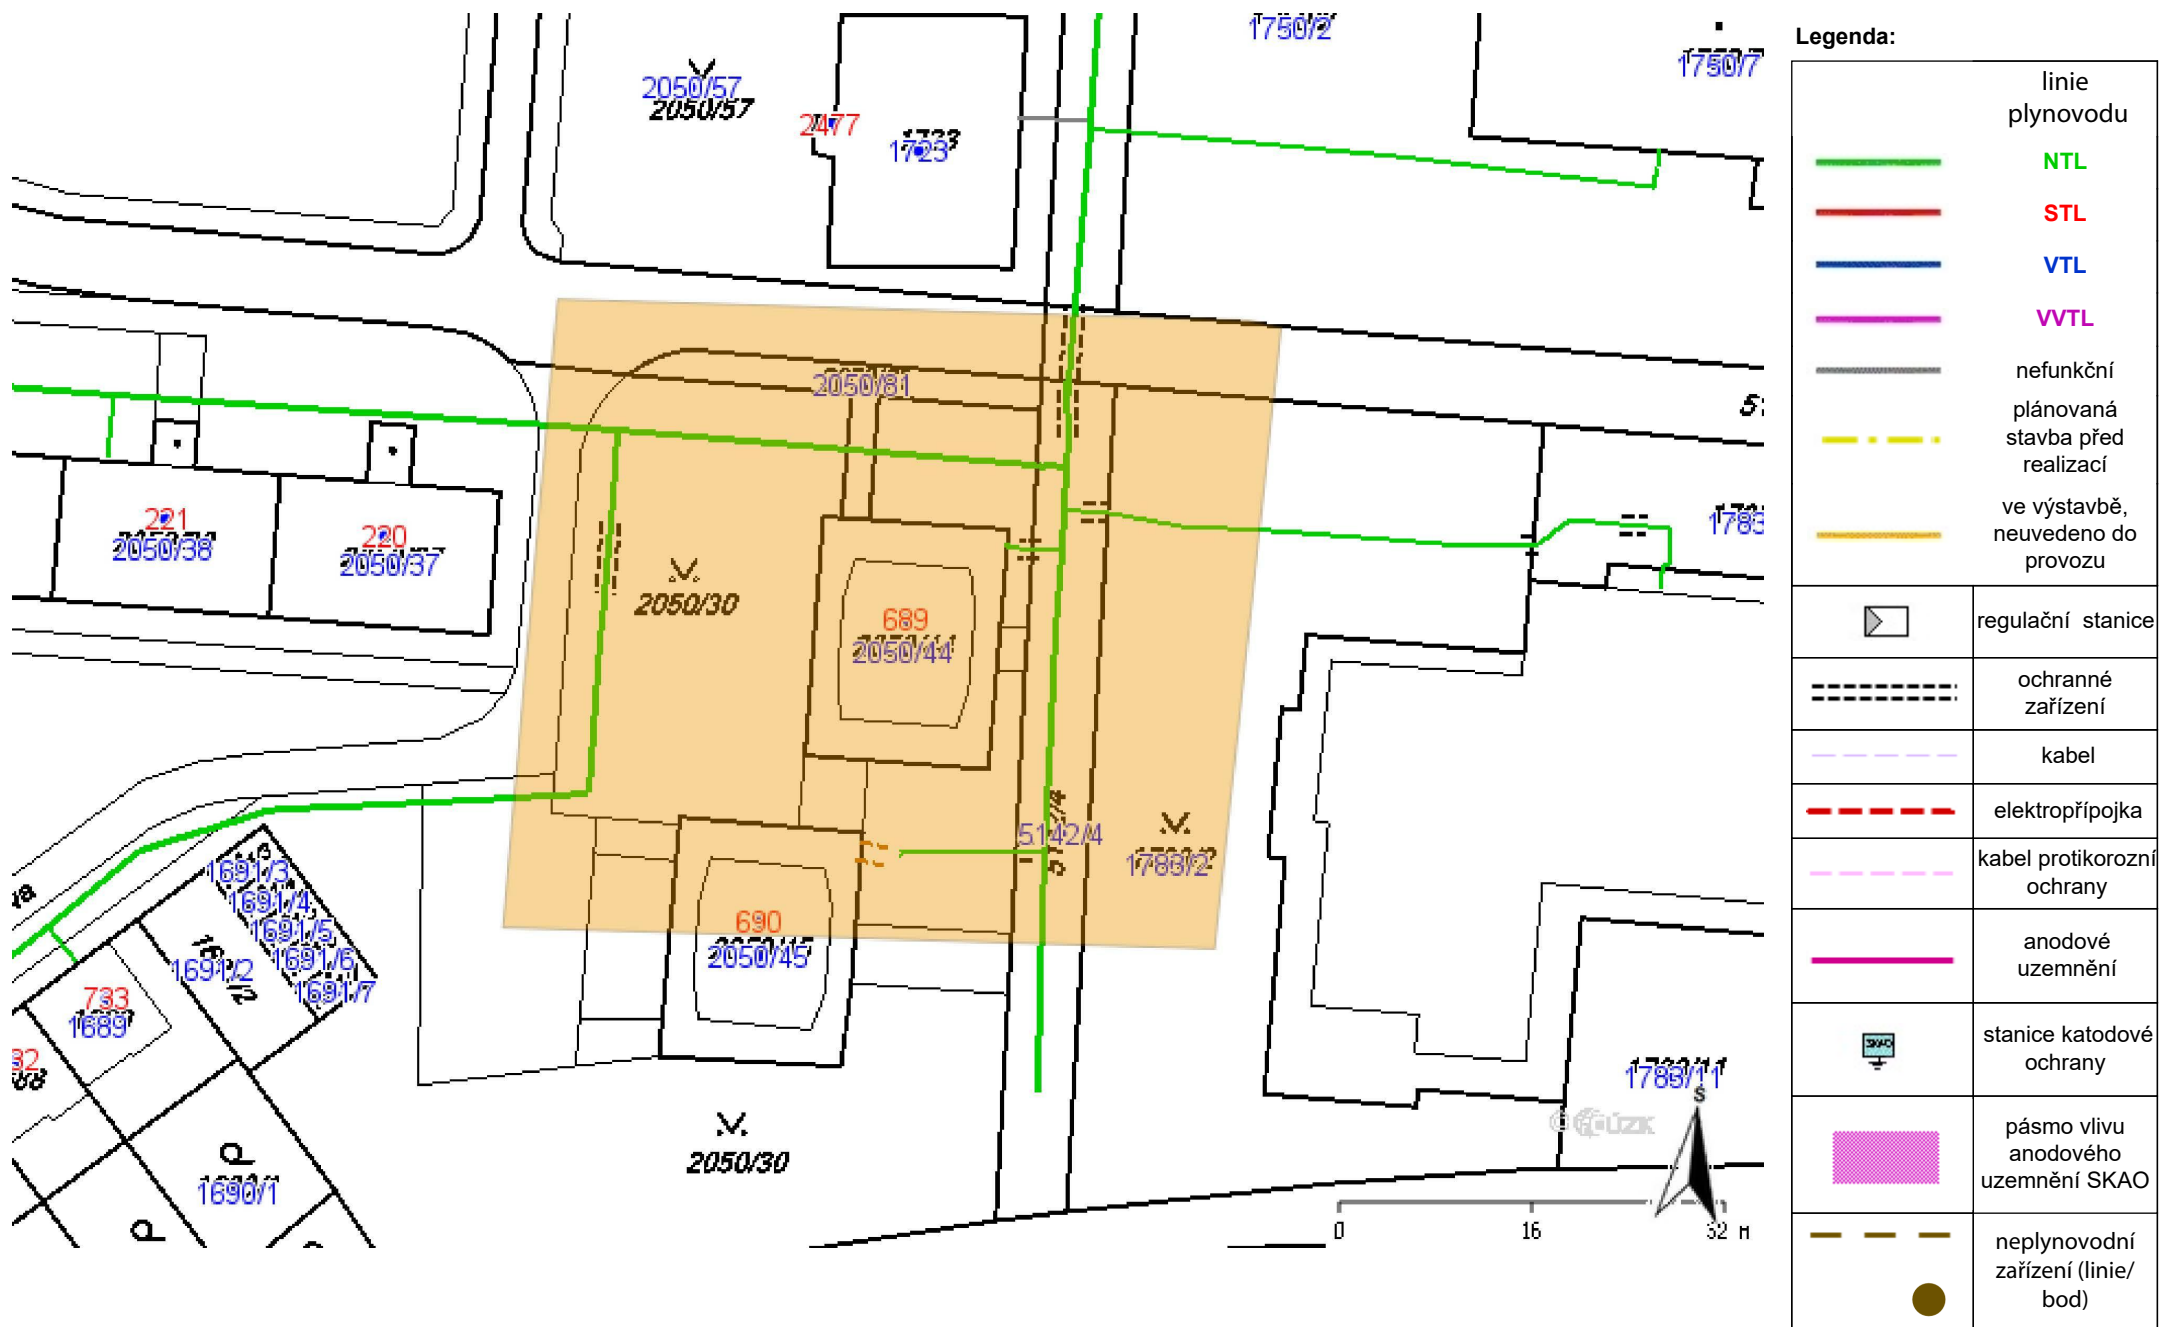 1750/2
1750/7
2050/57
2050/57
2477
1723
1723
2050/81
221
2050/38
220
2050/37
2050/30
689
2050/44
5142/4
1783/2
690
2050/45
1691/3
1691/4
1691/5
1691/6
1691/7
1691/2
733
1689
2050/30
P
1690/1
P
1783/11
S
0 16 32 M
Legenda:
linie
plynovodu
NTL
STL
VTL
VVTL
nefunkční
plánovaná
stavba před
realizací
ve výstavbě,
neuvedeno do
provozu
regulační stanice
ochranné
zařízení
kabel
elektropřípojka
kabel protikorozní
ochrany
anodové
uzemnění
SKAO
stanice katodové
ochrany
pásmo vlivu
anodového
uzemnění SKAO
neplynovodní
zařízení (linie/
bod)